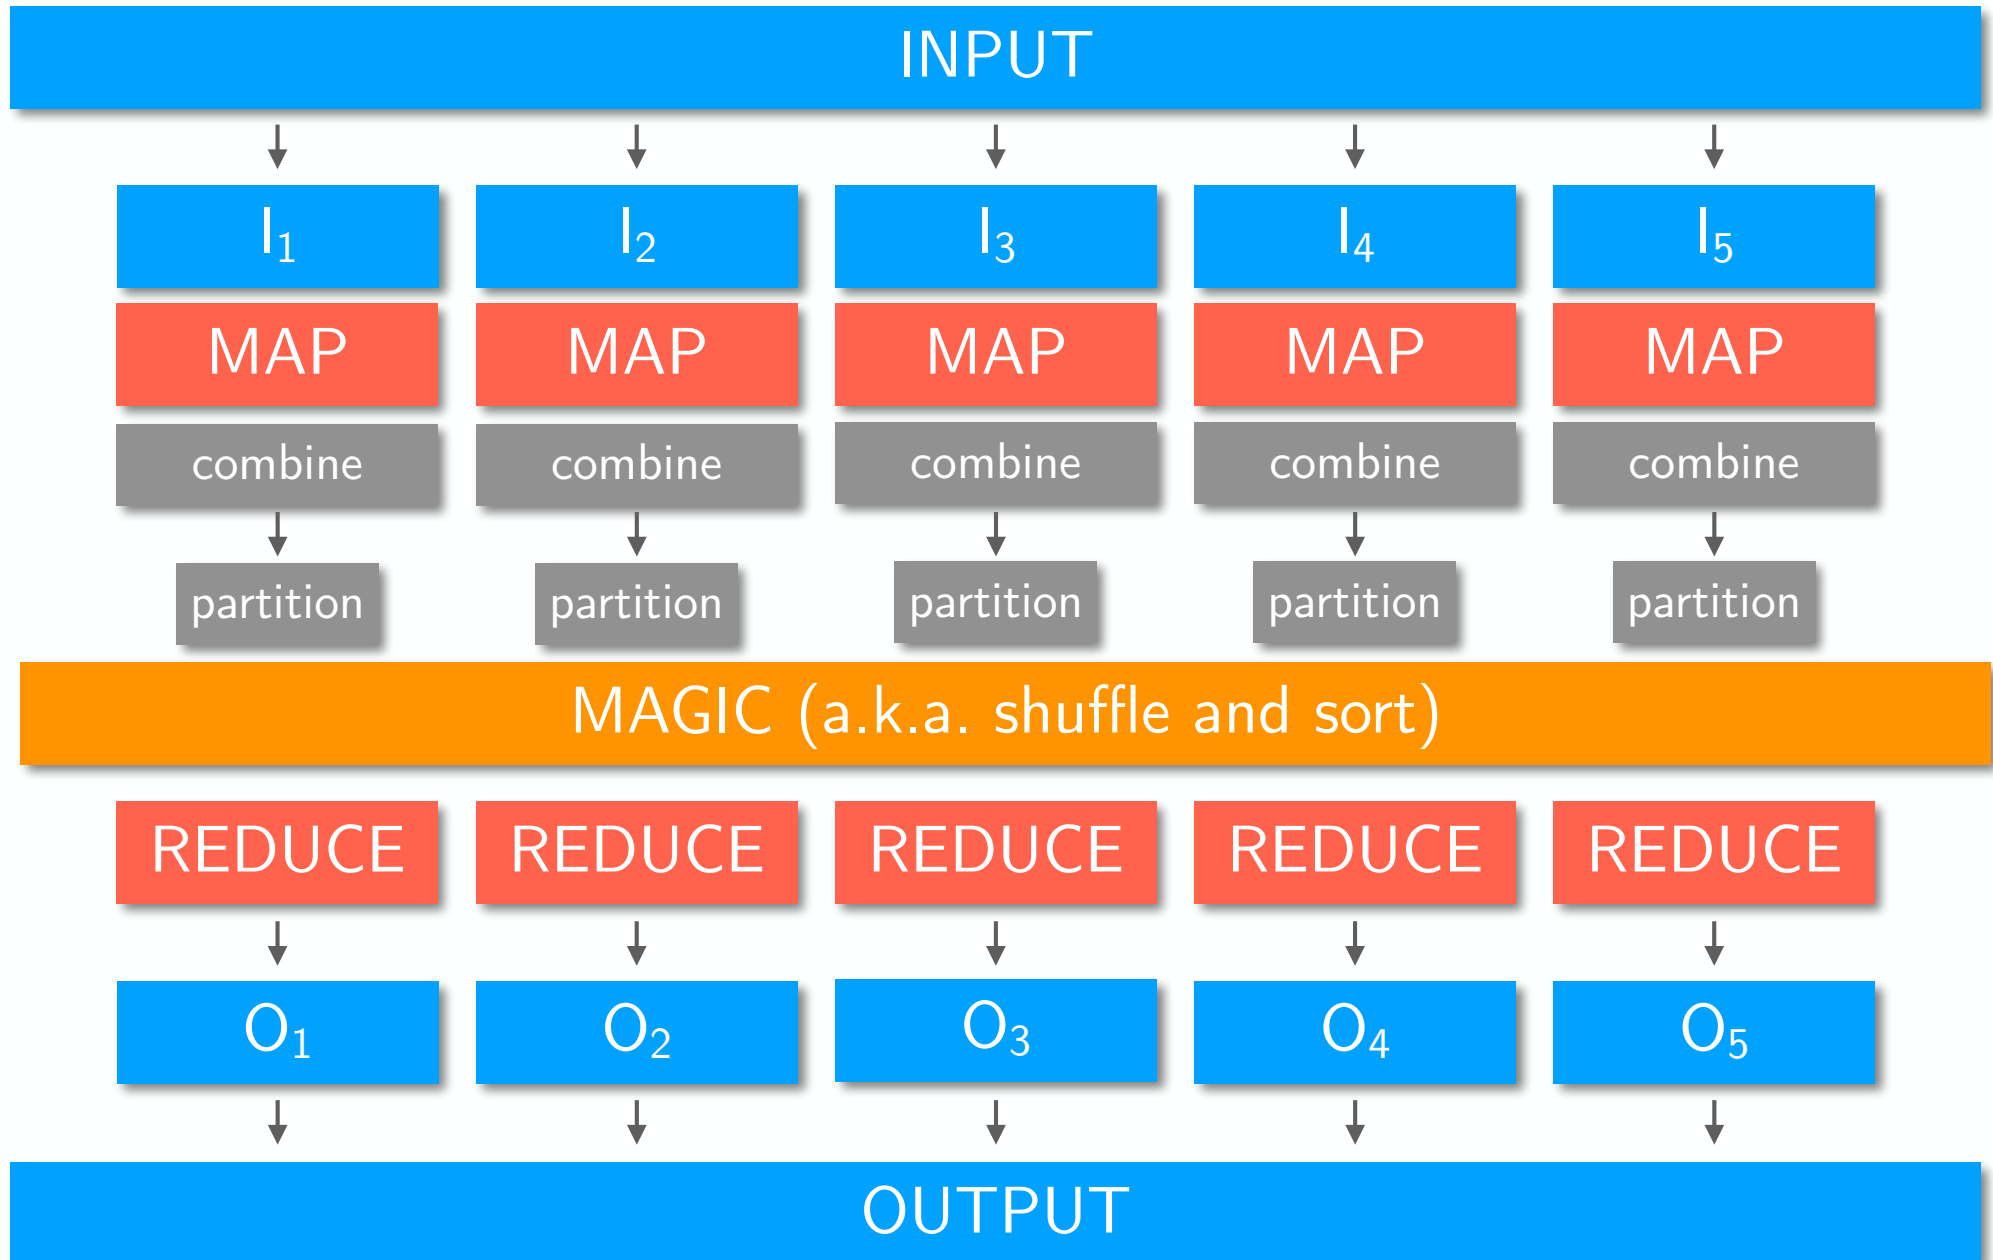 INPUT
I₁ I₂ I₃ I₄ I₅
MAP MAP MAP MAP MAP
combine combine combine combine combine
partition partition partition partition partition
MAGIC (a.k.a. shuffle and sort)
REDUCE REDUCE REDUCE REDUCE REDUCE
O₁ O₂ O₃ O₄ O₅
OUTPUT